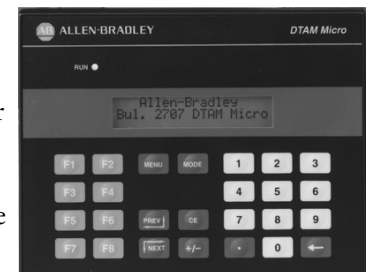 AB ALLEN-BRADLEY DTAM Micro
RUN
Allen-Bradley
Bul. 2707 DTAM Micro
F1 F2 MENU MODE 1 2 3
F3 F4 4 5 6
F5 F6 PREV CE 7 8 9
F7 F8 NEXT +/− . 0 ←
r
e